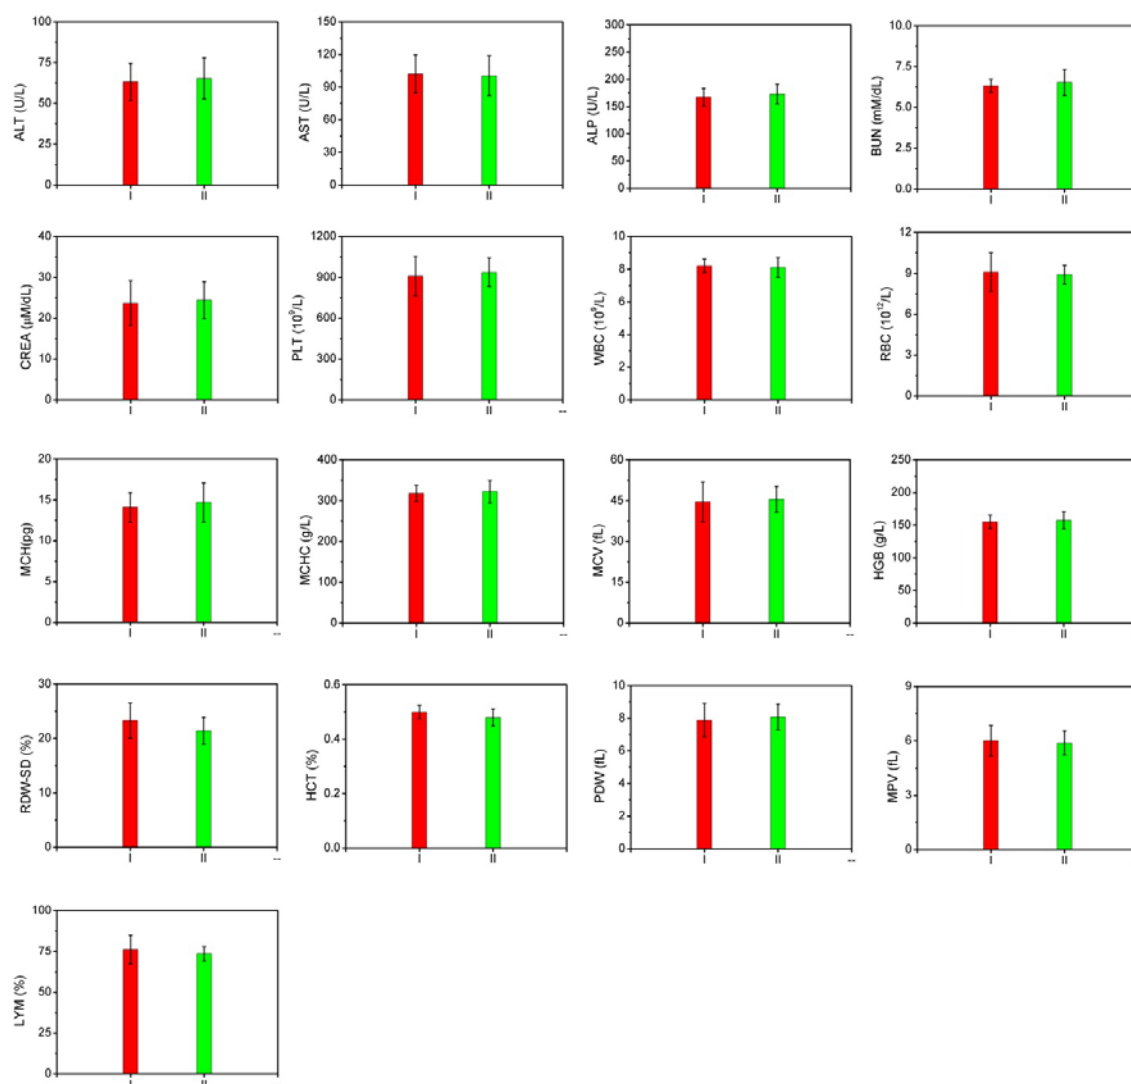 ALT (U/L)
100
75
50
25
0
I II
AST (U/L)
150
120
90
60
30
0
I II
ALP (U/L)
300
250
200
150
100
50
0
I II
BUN (mM/dL)
9.0
7.5
6.0
4.5
3.0
1.5
0.0
I II
CREA (μM/dL)
40
30
20
10
0
I II
PLT (10⁹/L)
1200
900
600
300
0
I II --
WBC (10⁹/L)
10
8
6
4
2
0
I II
RBC (10¹²/L)
12
9
6
3
0
I II
MCH(pg)
20
15
10
5
0
I II --
MCHC (g/L)
400
300
200
100
0
I II --
MCV (fL)
60
45
30
15
0
I II --
HGB (g/L)
250
200
150
100
50
0
I II
RDW-SD (%)
30
20
10
0
I II --
HCT (%)
0.6
0.4
0.2
0.0
I II
PDW (fL)
10
8
6
4
2
0
I II --
MPV (fL)
9
6
3
0
I II
LYM (%)
100
75
50
25
0
I II